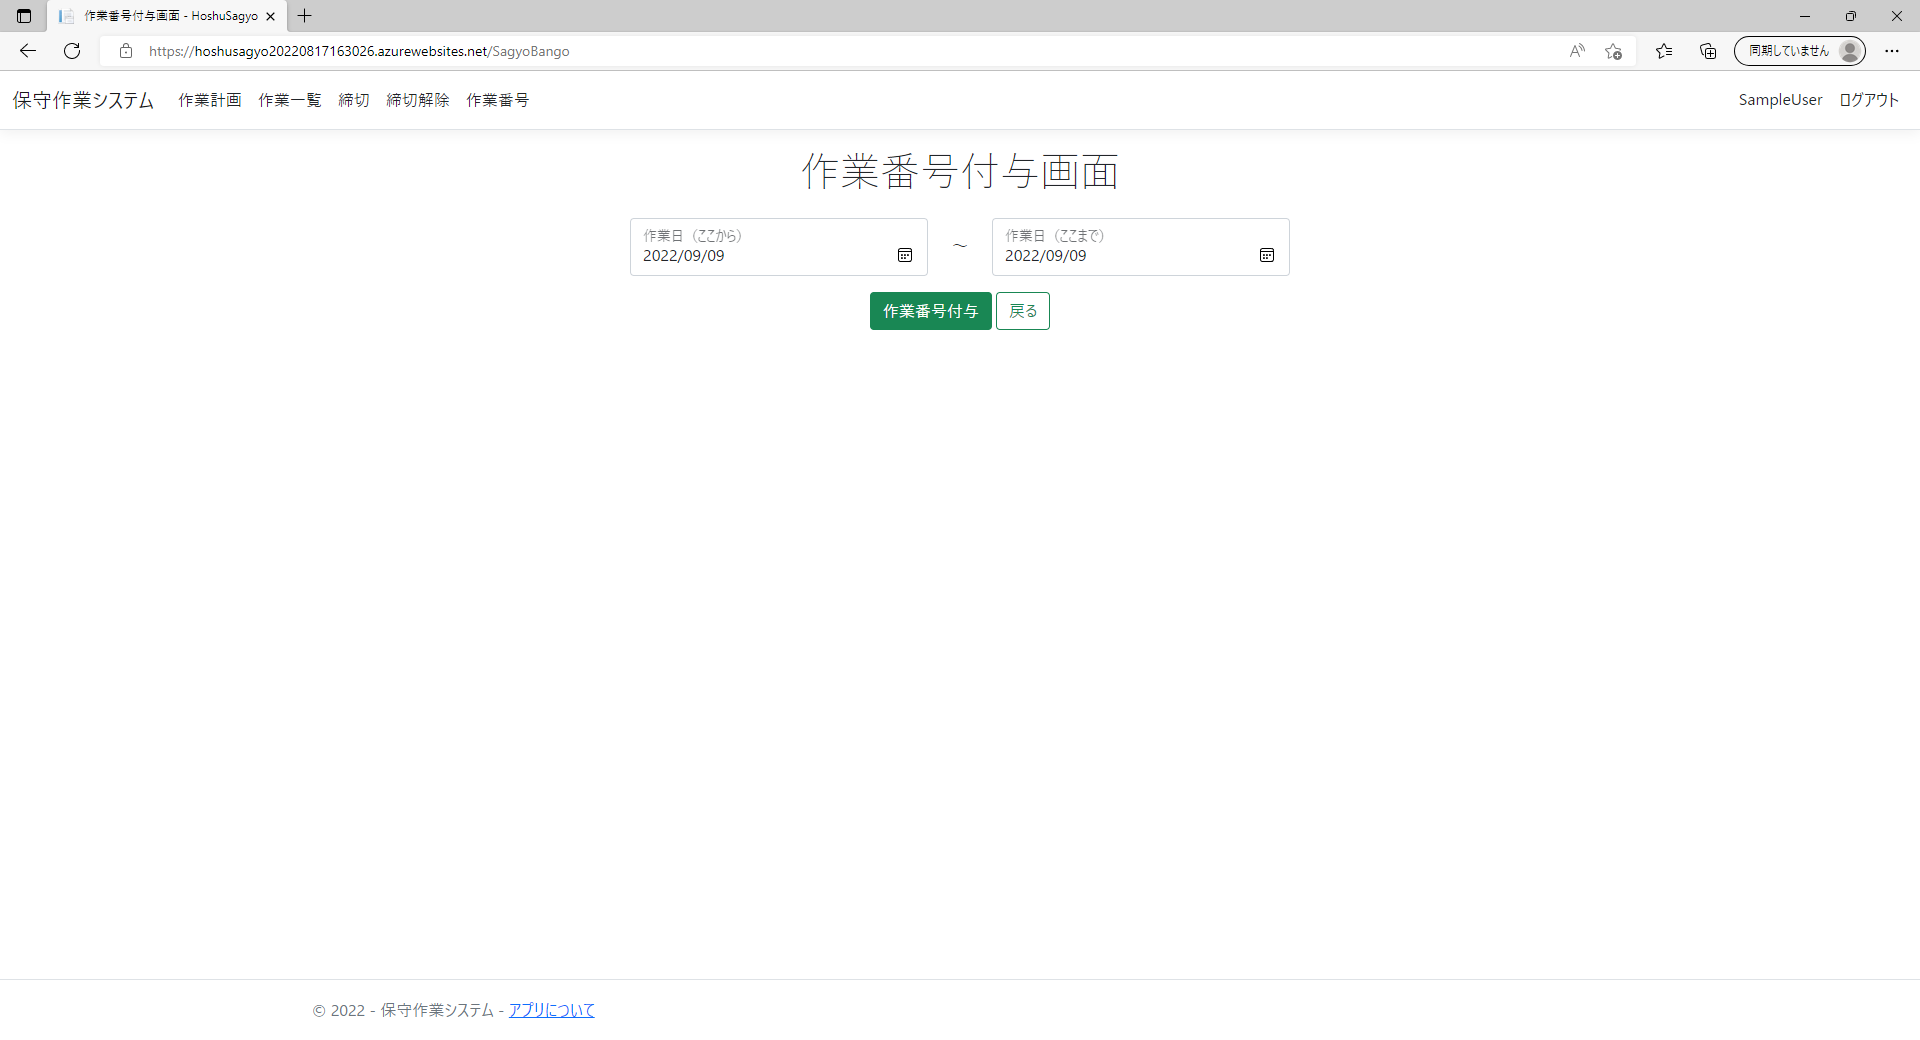 作業番号付与画面 - HoshuSagyo
https://hoshusagyo20220817163026.azurewebsites.net/SagyoBango
同期していません
保守作業システム 作業計画 作業一覧 締切 締切解除 作業番号 SampleUser ログアウト
作業番号付与画面
作業日（ここから） 作業日（ここまで）
2022/09/09 ～ 2022/09/09
作業番号付与 戻る
© 2022 - 保守作業システム - アプリについて